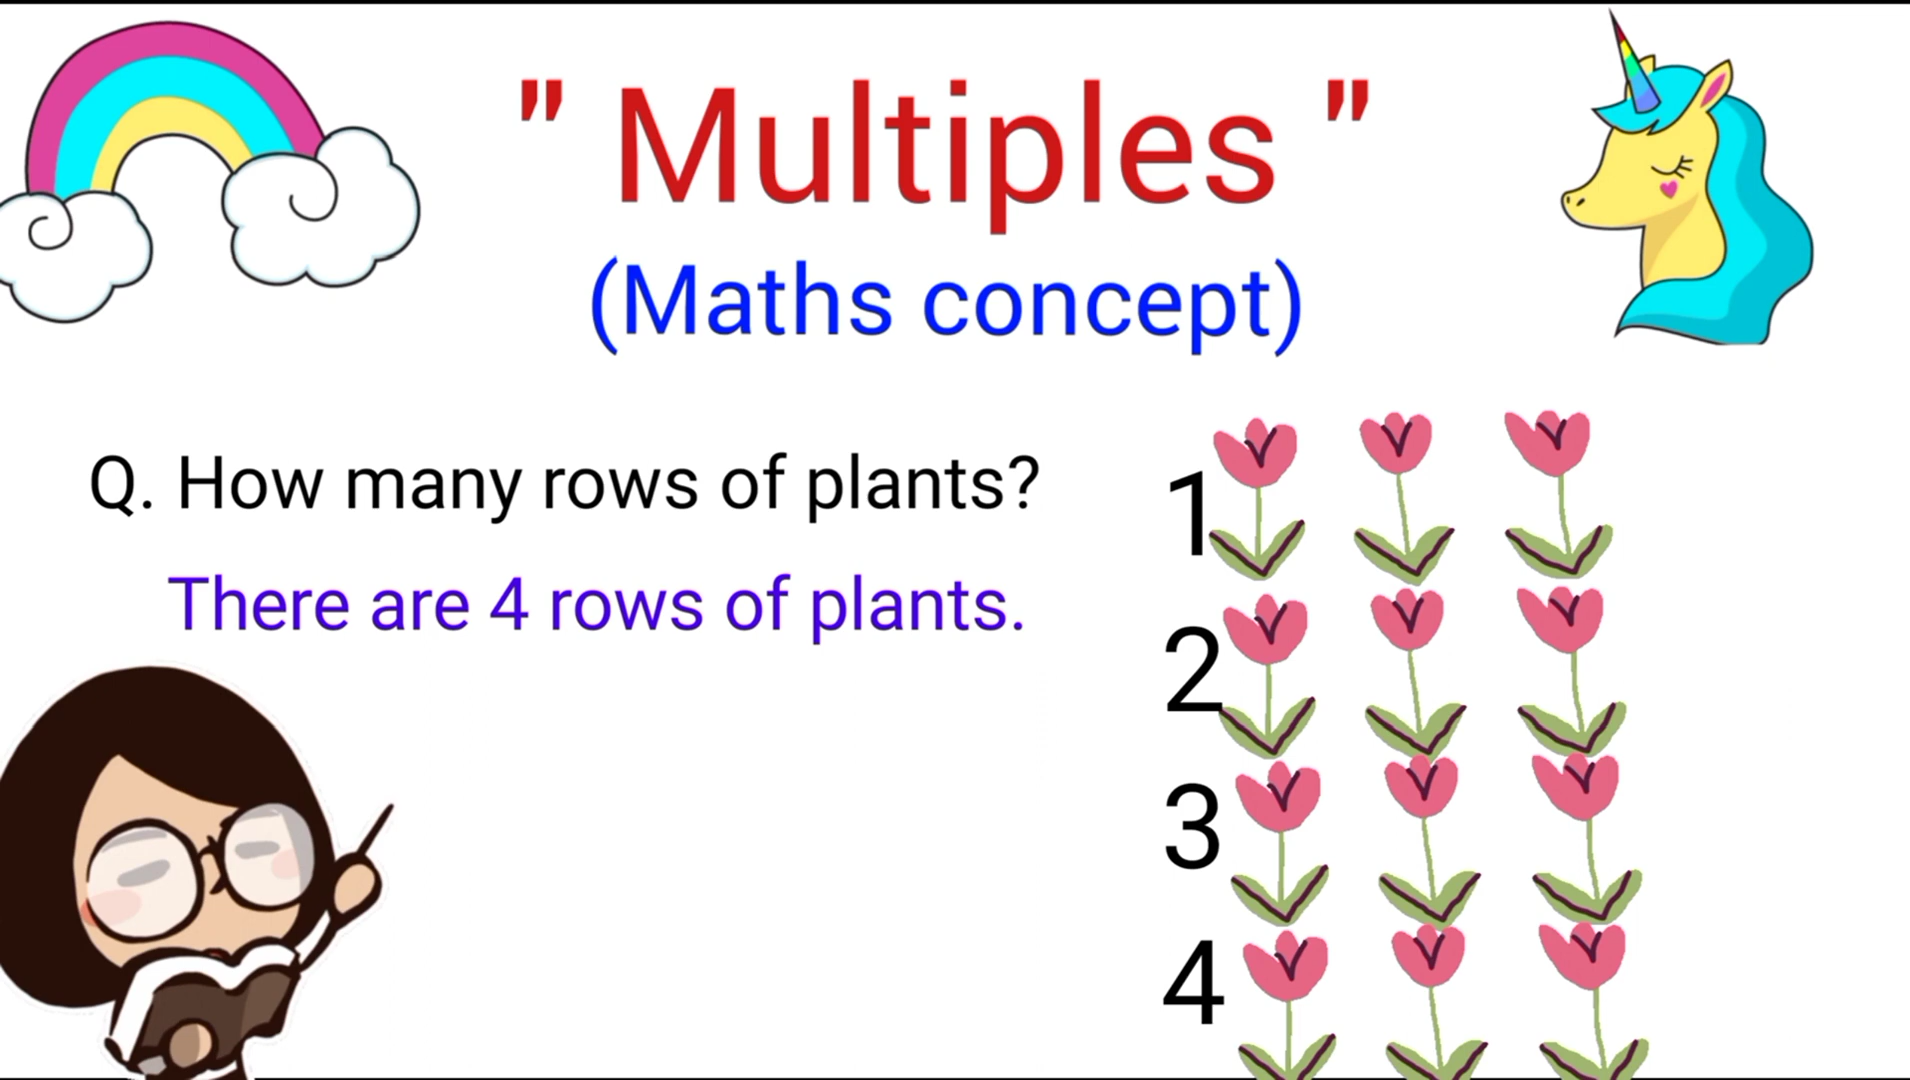 " Multiples "
(Maths concept)
Q. How many rows of plants?
There are 4 rows of plants.
1
2
3
4